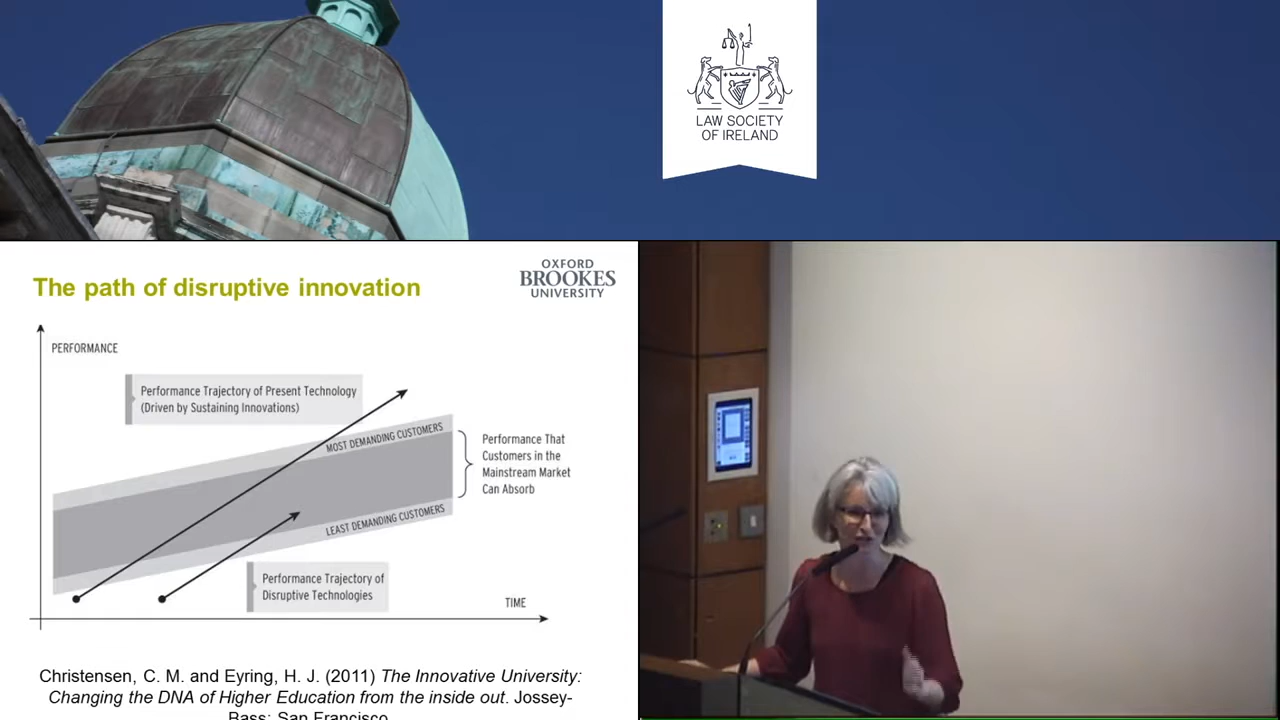 LAW SOCIETY
OF IRELAND
The path of disruptive innovation
OXFORD
BROOKES
UNIVERSITY
PERFORMANCE
Performance Trajectory of Present Technology
(Driven by Sustaining Innovations)
MOST DEMANDING CUSTOMERS
Performance That
Customers in the
Mainstream Market
Can Absorb
LEAST DEMANDING CUSTOMERS
Performance Trajectory of
Disruptive Technologies
TIME
Christensen, C. M. and Eyring, H. J. (2011) The Innovative University:
Changing the DNA of Higher Education from the inside out. Jossey-
Bass: San Francisco